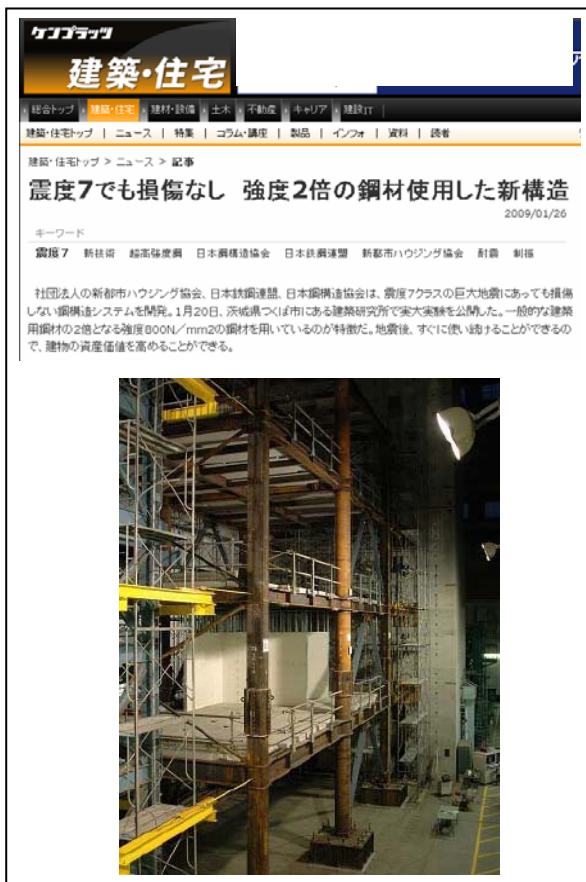 ケンプラッツ
建築・住宅
ア
総合トップ 建築・住宅 建材・設備 土木 不動産 キャリア 建設IT
建築・住宅トップ | ニュース | 特集 | コラム・講座 | 製品 | インフォ | 資料 | 読者
建築・住宅トップ > ニュース > 記事
震度7でも損傷なし 強度2倍の鋼材使用した新構造
2009/01/26
キーワード
震度7 新技術 超高強度鋼 日本鋼構造協会 日本鉄鋼連盟 新都市ハウジング協会 耐震 制振
社団法人の新都市ハウジング協会、日本鉄鋼連盟、日本鋼構造協会は、震度7クラスの巨大地震にあっても損傷
しない鋼構造システムを開発。1月20日、茨城県つくば市にある建築研究所で実大実験を公開した。一般的な建築
用鋼材の2倍となる強度800N/mm2の鋼材を用いているのが特徴だ。地震後、すぐに使い続けることができるの
で、建物の資産価値を高めることができる。